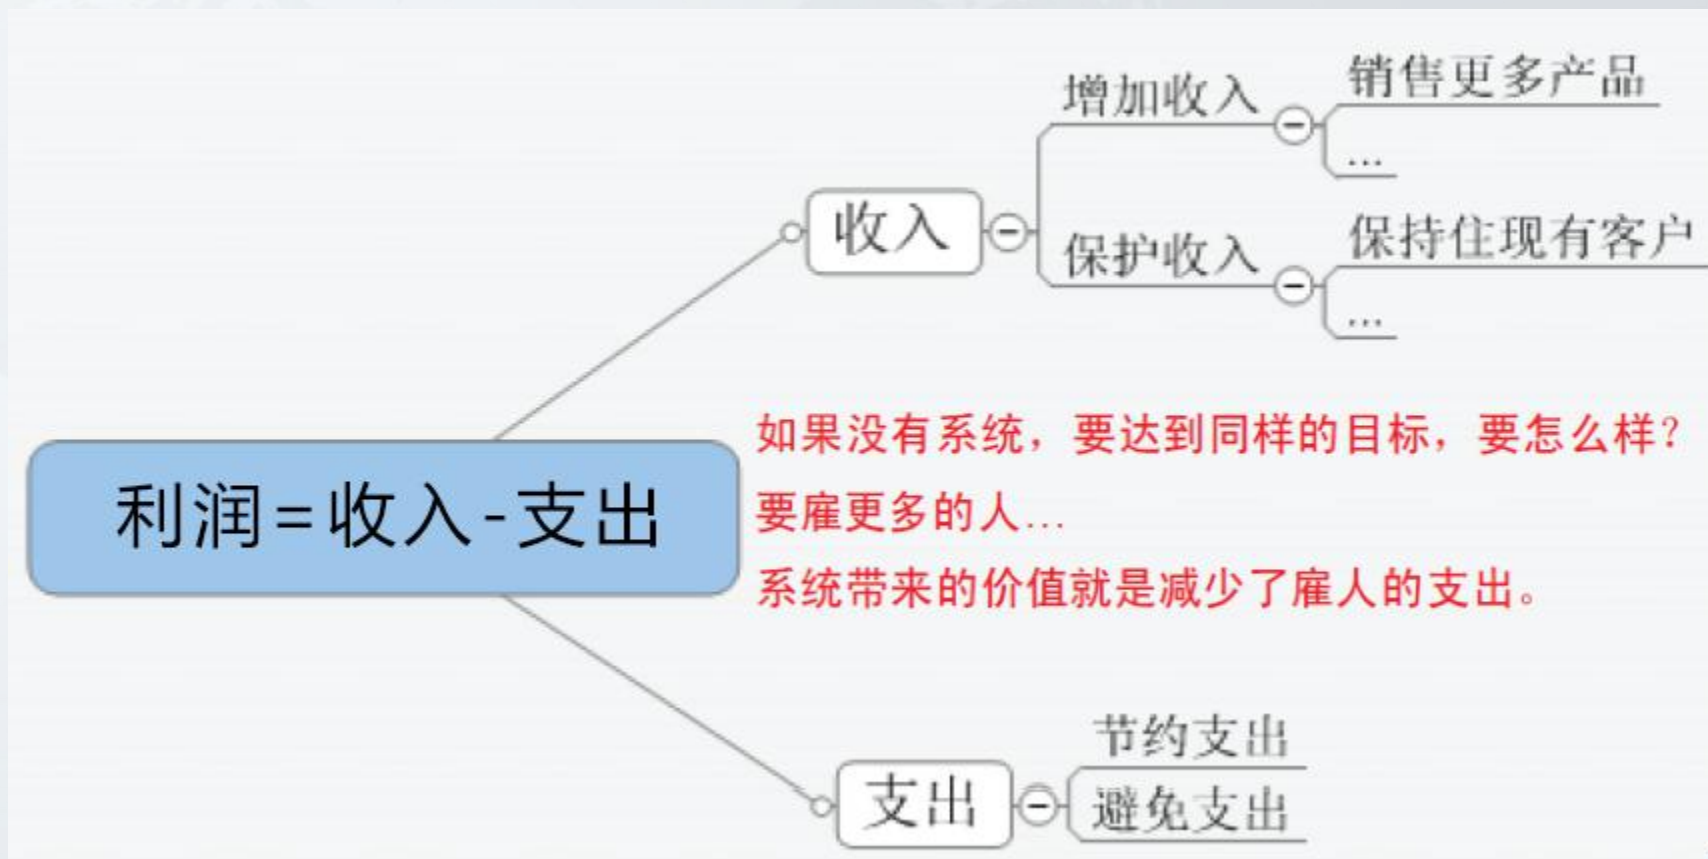 销售更多产品
增加收入
...
收入
保持住现有客户
保护收入
...
如果没有系统，要达到同样的目标，要怎么样？
利润=收入-支出
要雇更多的人...
系统带来的价值就是减少了雇人的支出。
节约支出
支出
避免支出